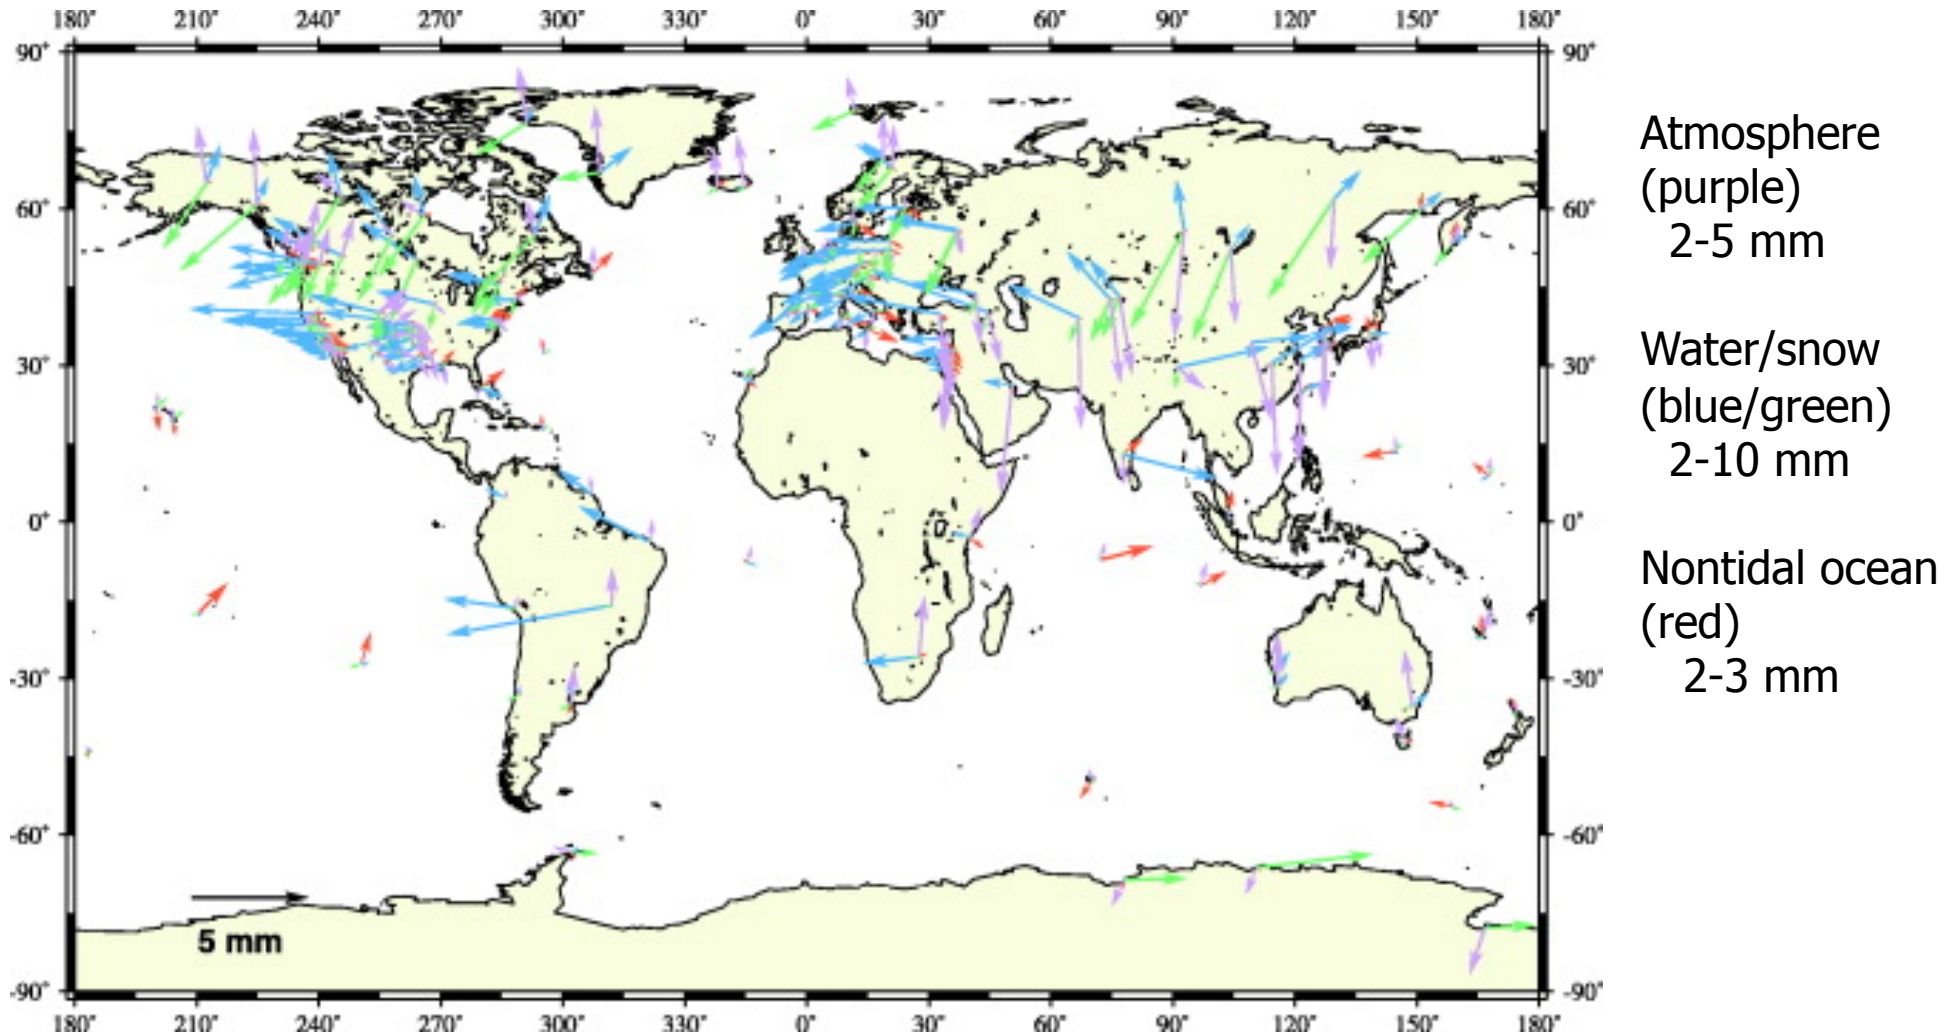 180° 210° 240° 270° 300° 330° 0° 30° 60° 90° 120° 150° 180°
90° 90°
60° 60°
30° 30°
0° 0°
-30° -30°
-60° -60°
5 mm
-90° -90°
180° 210° 240° 270° 300° 330° 0° 30° 60° 90° 120° 150° 180°
Atmosphere
(purple)
2-5 mm
Water/snow
(blue/green)
2-10 mm
Nontidal ocean
(red)
2-3 mm